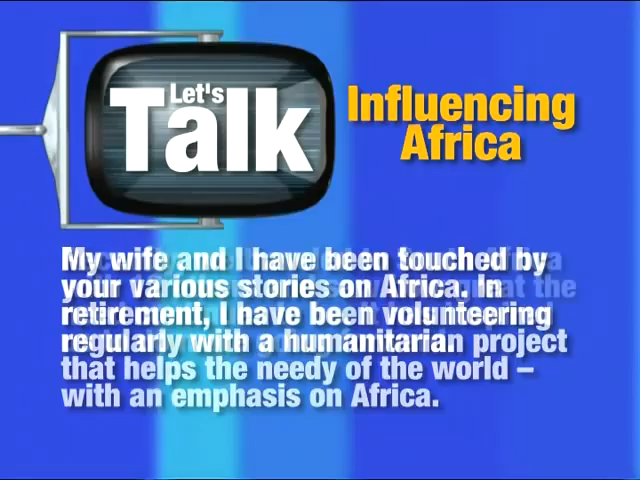 Let's
Talk
Influencing
Africa
My wife and I have been touched by
your various stories on Africa. In
retirement, I have been volunteering
regularly with a humanitarian project
that helps the needy of the world –
with an emphasis on Africa.